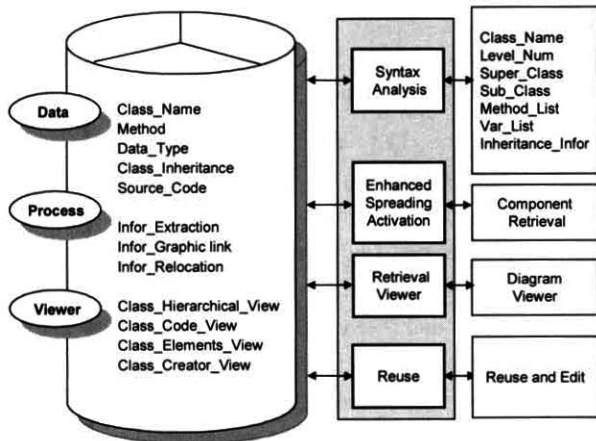 Data
Class_Name
Method
Data_Type
Class_Inheritance
Source_Code
Process
Infor_Extraction
Infor_Graphic link
Infor_Relocation
Viewer
Class_Hierarchical_View
Class_Code_View
Class_Elements_View
Class_Creator_View
Syntax
Analysis
Enhanced
Spreading
Activation
Retrieval
Viewer
Reuse
Class_Name
Level_Num
Super_Class
Sub_Class
Method_List
Var_List
Inheritance_Infor
Component
Retrieval
Diagram
Viewer
Reuse and Edit